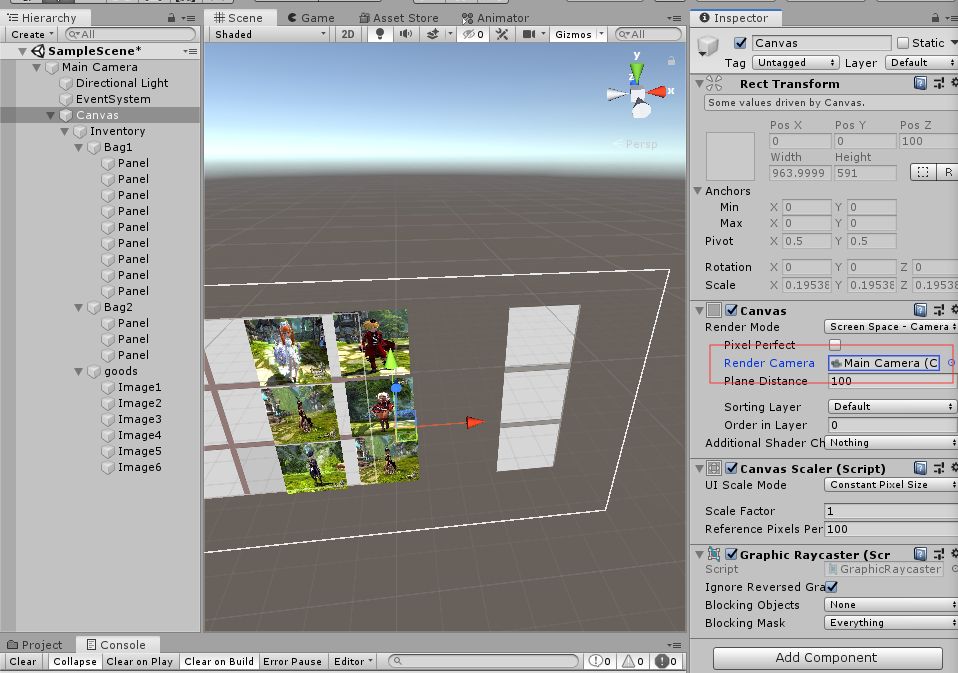 Hierarchy
Create
All
SampleScene*
Main Camera
Directional Light
EventSystem
Canvas
Inventory
Bag1
Panel
Panel
Panel
Panel
Panel
Panel
Panel
Panel
Panel
Bag2
Panel
Panel
Panel
goods
Image1
Image2
Image3
Image4
Image5
Image6
Scene Game Asset Store Animator
Shaded 2D 0 Gizmos All
y
z
x
Persp
Inspector
Canvas Static
Tag Untagged Layer Default
Rect Transform
Some values driven by Canvas.
Pos X Pos Y Pos Z
0 0 100
Width Height
963.9999 591 R
Anchors
Min X 0 Y 0
Max X 0 Y 0
Pivot X 0.5 Y 0.5
Rotation X 0 Y 0 Z 0
Scale X 0.19538 Y 0.19538 Z 0.19538
Canvas
Render Mode Screen Space - Camera
Pixel Perfect
Render Camera Main Camera (C
Plane Distance 100
Sorting Layer Default
Order in Layer 0
Additional Shader Ch Nothing
Canvas Scaler (Script)
UI Scale Mode Constant Pixel Size
Scale Factor 1
Reference Pixels Per 100
Graphic Raycaster (Scr
Script GraphicRaycaster
Ignore Reversed Gra
Blocking Objects None
Blocking Mask Everything
Add Component
Project Console
Clear Collapse Clear on Play Clear on Build Error Pause Editor 0 0 0